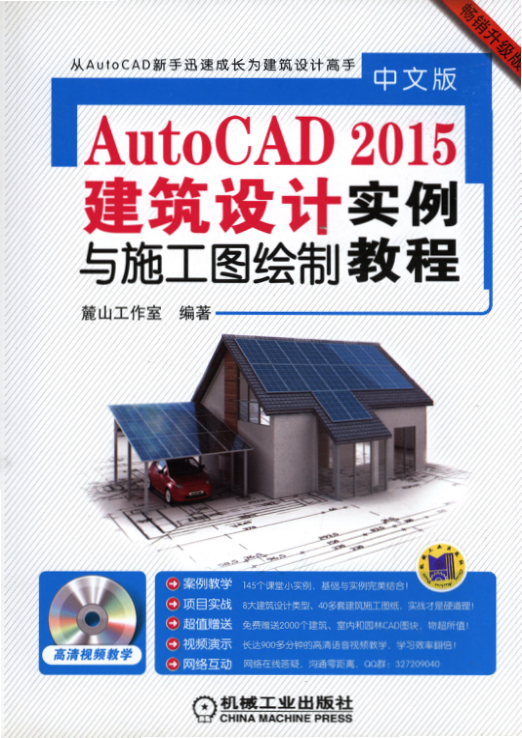 畅销升级版
从AutoCAD新手迅速成长为建筑设计高手
中文版
AutoCAD 2015
建筑设计实例
与施工图绘制教程
麓山工作室 编著
案例教学 145个课堂小实例，基础与实例完美结合！
项目实战 8大建筑设计类型，40多套建筑施工图纸，实战才是硬道理！
超值赠送 免费赠送2000个建筑、室内和园林CAD图块，物超所值！
视频演示 长达900多分钟的高清语音视频教学，学习效率翻倍！
网络互动 网络在线答疑，沟通零距离，QQ群：327209040
高清视频教学
机械工业出版社
CHINA MACHINE PRESS